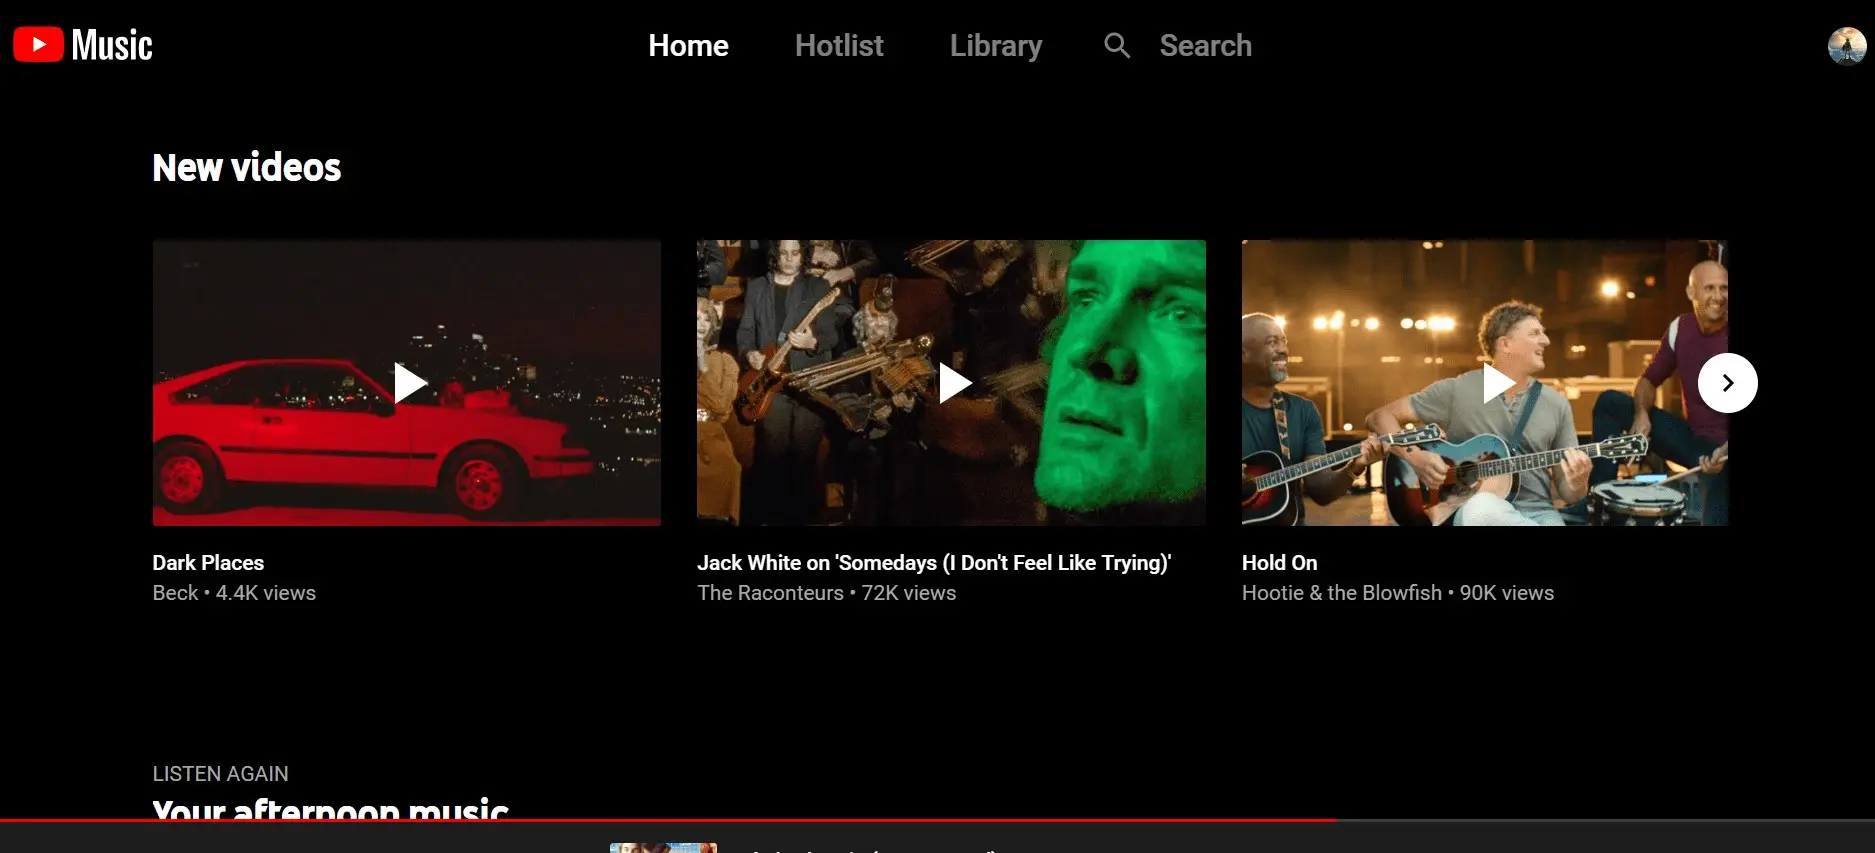 Music
Home
Hotlist
Library
Search
New videos
Dark Places
Beck • 4.4K views
Jack White on 'Somedays (I Don't Feel Like Trying)'
The Raconteurs • 72K views
Hold On
Hootie & the Blowfish • 90K views
LISTEN AGAIN
Your afternoon music